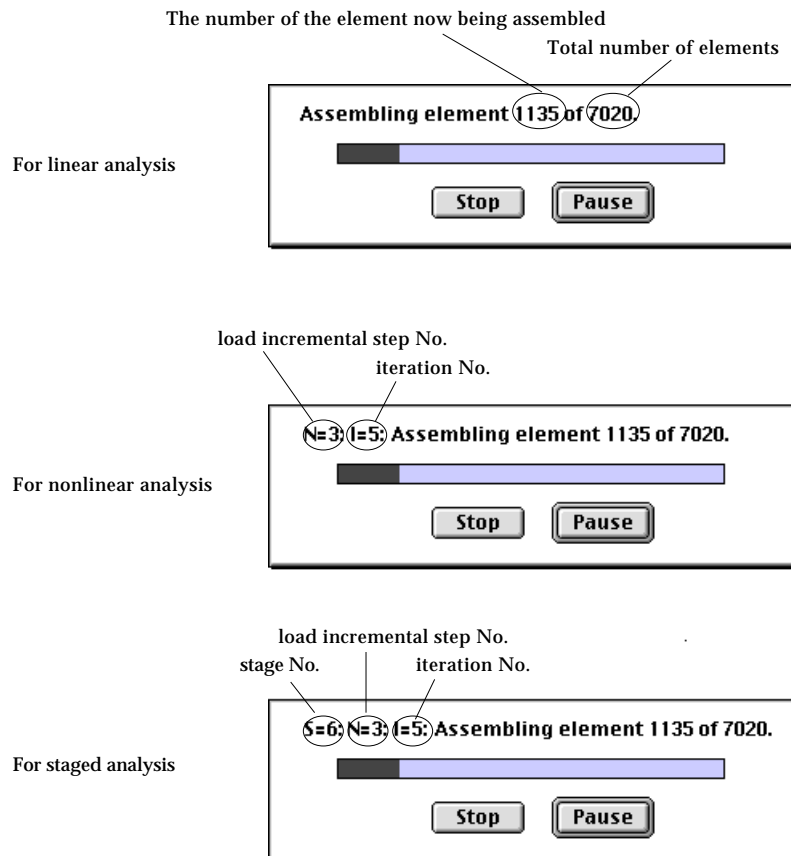 The number of the element now being assembled
Total number of elements
Assembling element 1135 of 7020.
For linear analysis
Stop Pause
load incremental step No.
iteration No.
N=3: I=5: Assembling element 1135 of 7020.
For nonlinear analysis
Stop Pause
load incremental step No.
stage No. iteration No.
S=6: N=3: I=5: Assembling element 1135 of 7020.
For staged analysis
Stop Pause